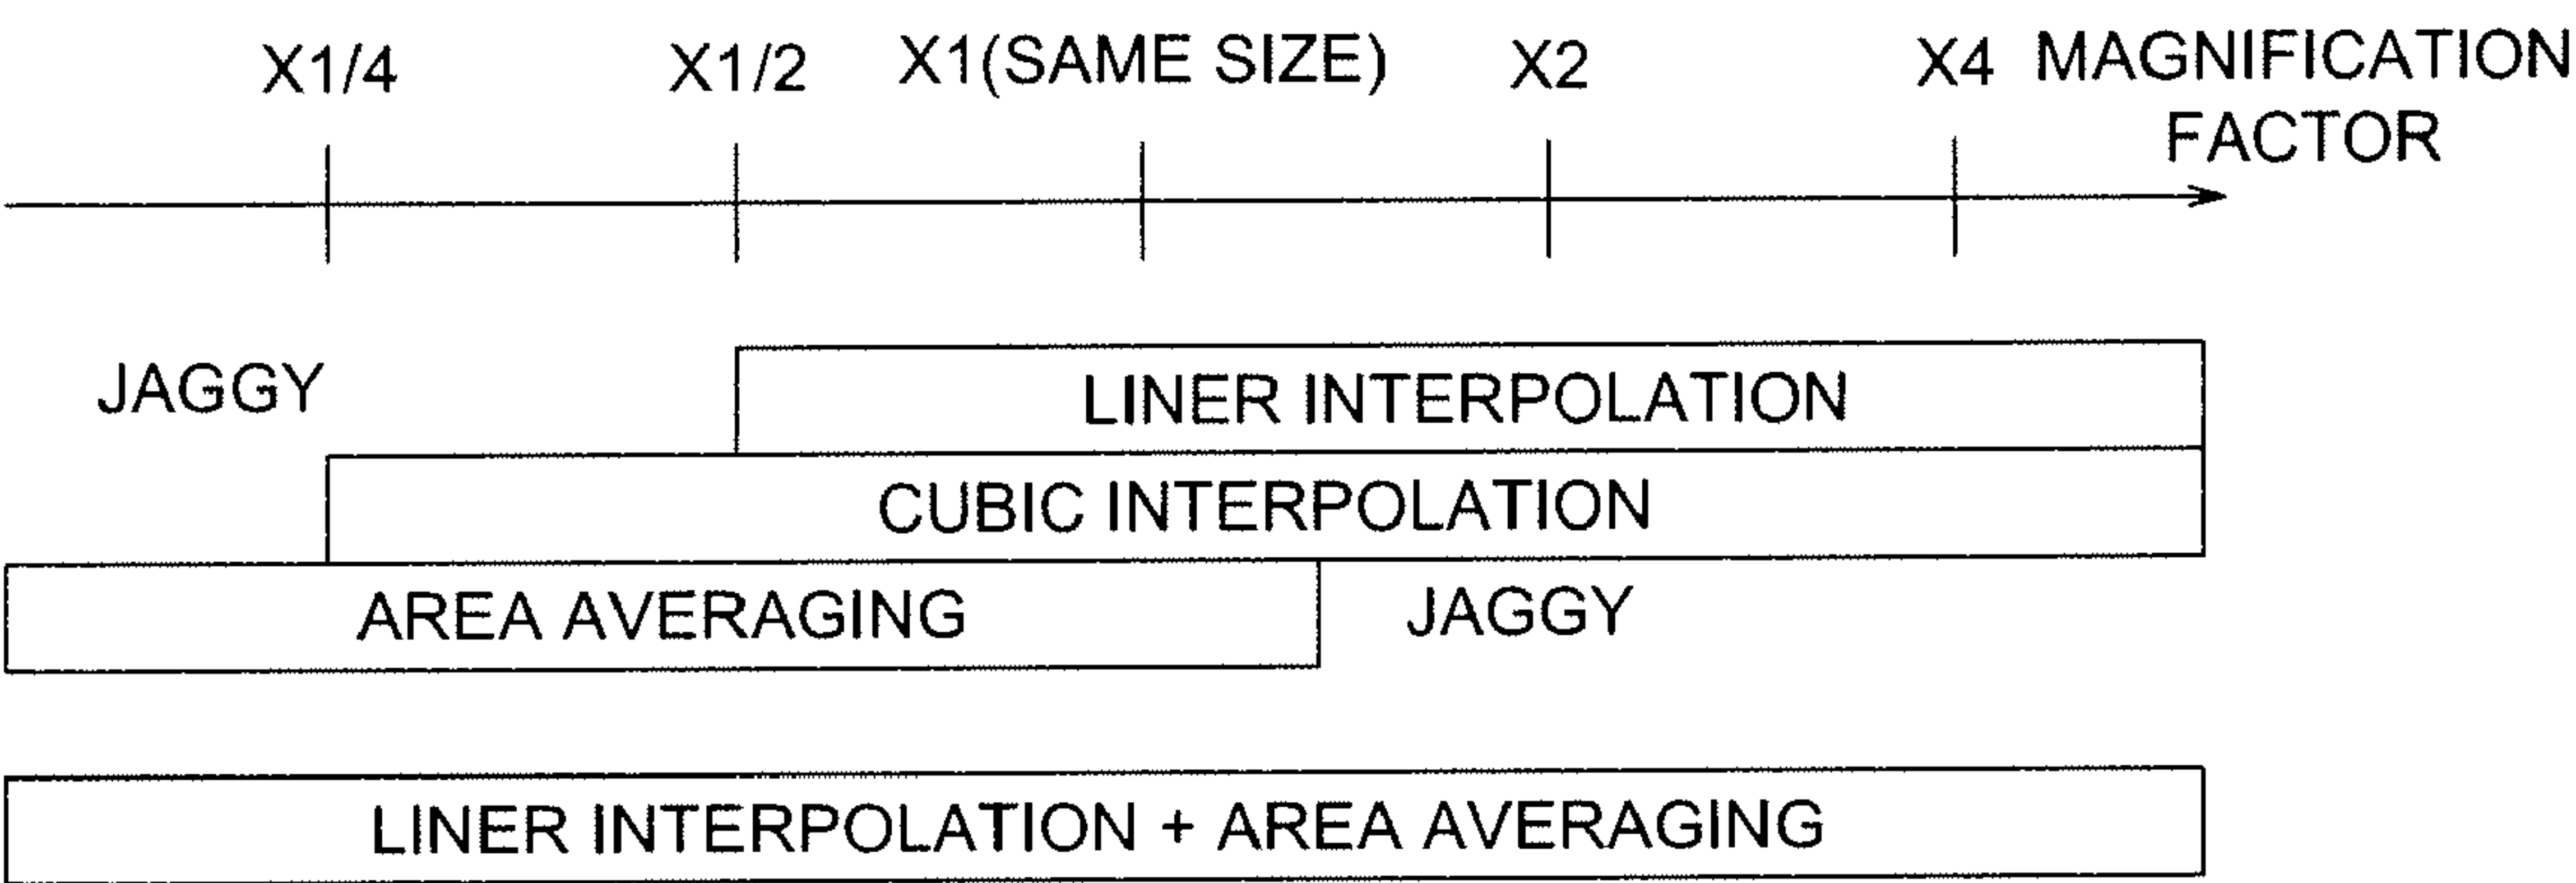 X1/4 X1/2 X1(SAME SIZE) X2 X4 MAGNIFICATION
FACTOR
JAGGY LINER INTERPOLATION
CUBIC INTERPOLATION
AREA AVERAGING JAGGY
LINER INTERPOLATION + AREA AVERAGING